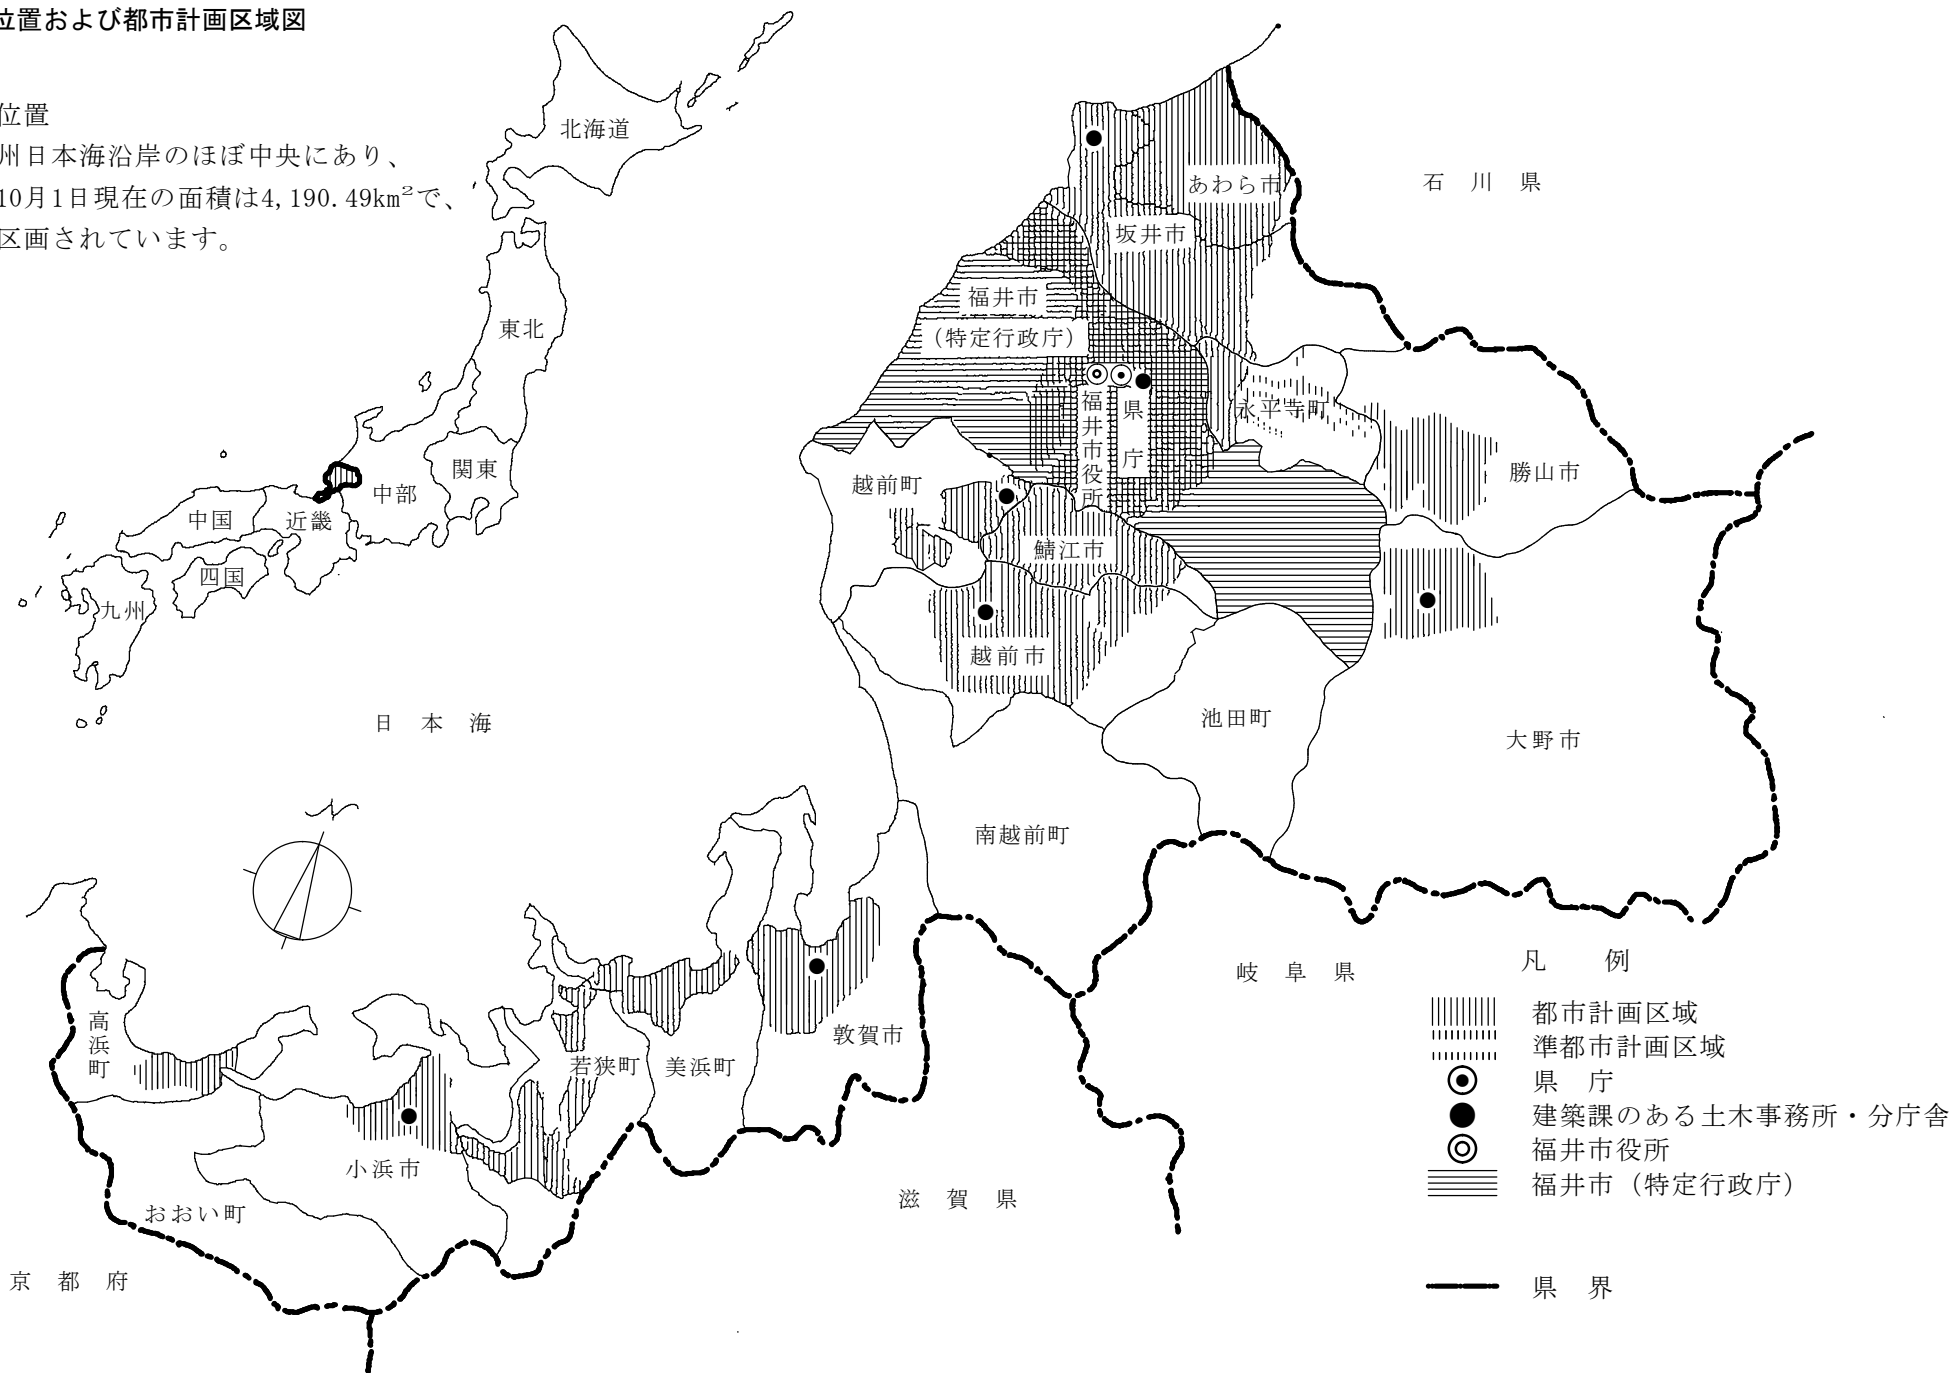 位置および都市計画区域図
位置
州日本海沿岸のほぼ中央にあり、
10月1日現在の面積は4,190.49km²で、
区画されています。
北海道
東北
関東
中部
近畿
中国
四国
九州
日本海
石川県
あわら市
坂井市
福井市
(特定行政庁)
福井市役所
県庁
永平寺町
勝山市
越前町
鯖江市
越前市
池田町
大野市
南越前町
敦賀市
美浜町
若狭町
高浜町
小浜市
おおい町
京都府
滋賀県
岐阜県
凡例
都市計画区域
準都市計画区域
県庁
建築課のある土木事務所・分庁舎
福井市役所
福井市(特定行政庁)
県界
N